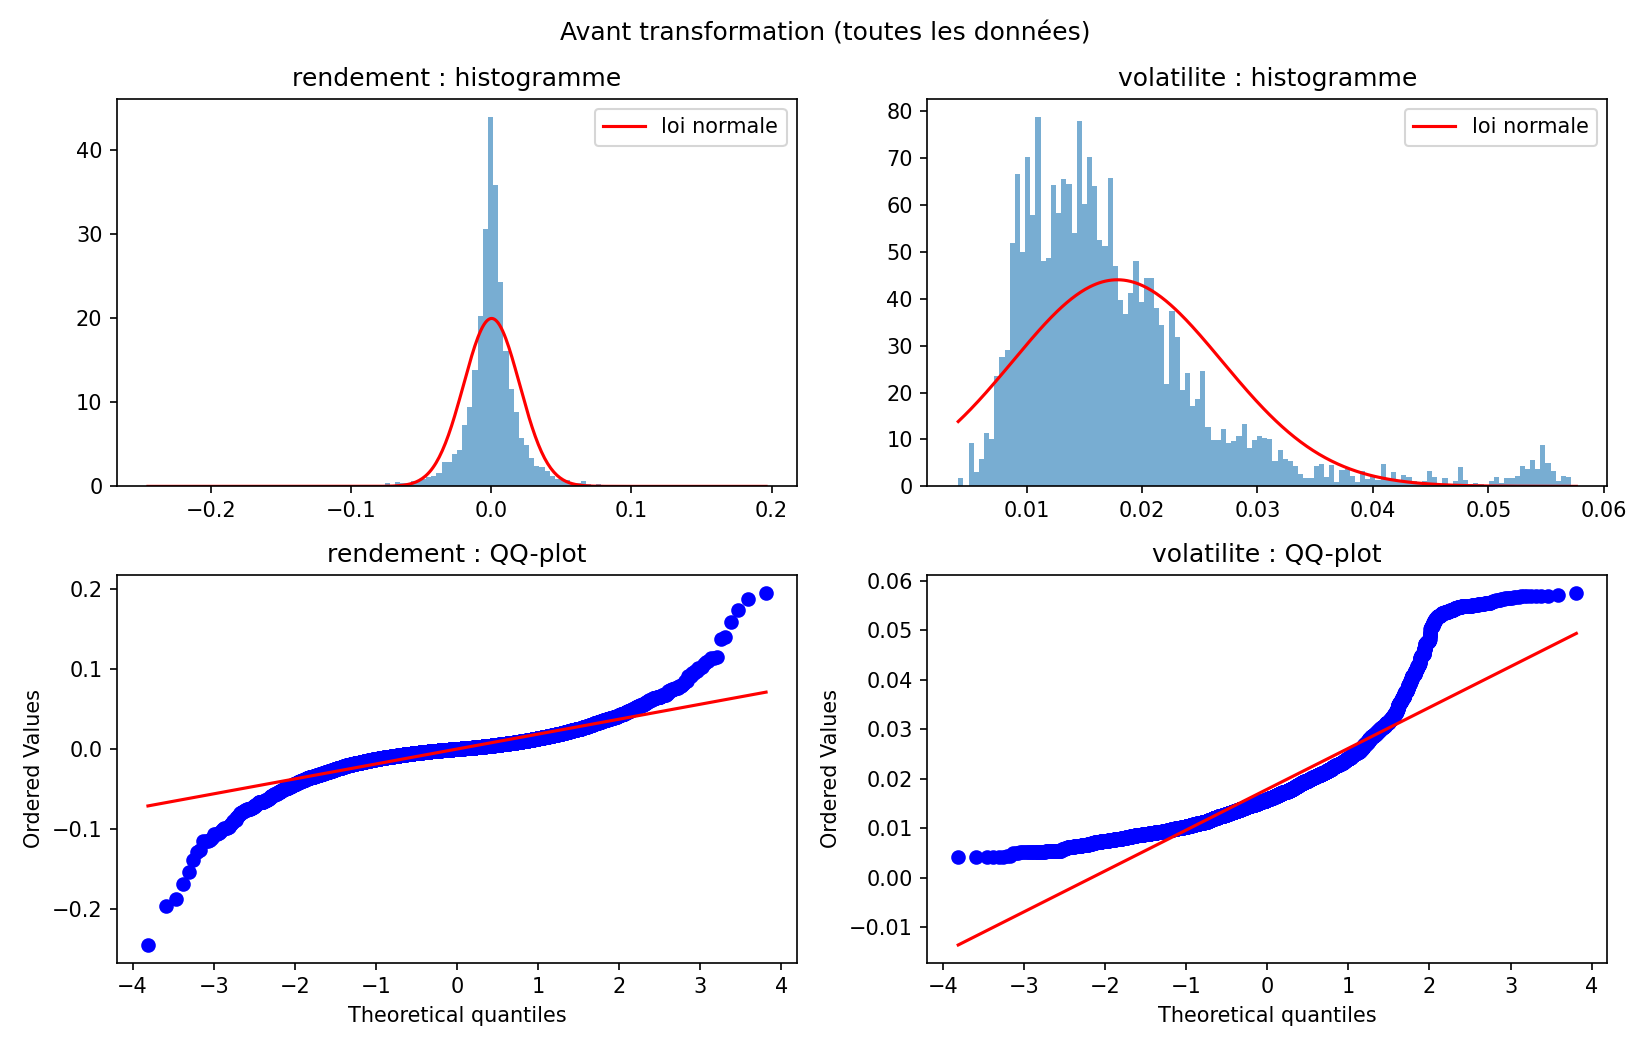 Avant transformation (toutes les données)
rendement : histogramme
loi normale
40
30
20
10
0
−0.2 −0.1 0.0 0.1 0.2
volatilite : histogramme
loi normale
80
70
60
50
40
30
20
10
0
0.01 0.02 0.03 0.04 0.05 0.06
rendement : QQ-plot
Ordered Values
0.2
0.1
0.0
−0.1
−0.2
−4 −3 −2 −1 0 1 2 3 4
Theoretical quantiles
volatilite : QQ-plot
Ordered Values
0.06
0.05
0.04
0.03
0.02
0.01
0.00
−0.01
−4 −3 −2 −1 0 1 2 3 4
Theoretical quantiles